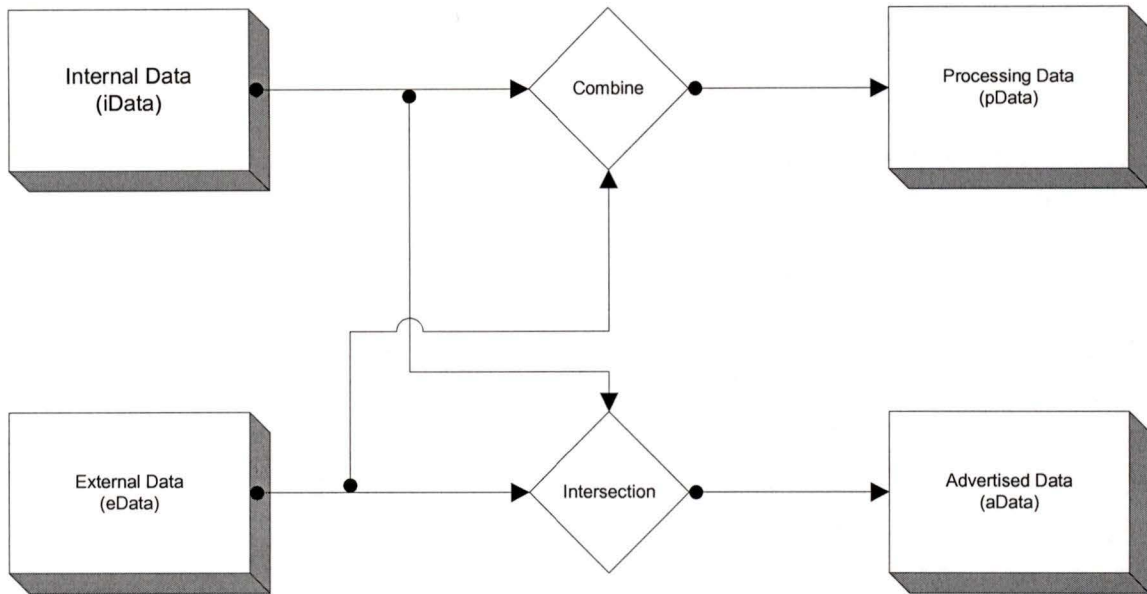 Internal Data
(iData)
Combine
Processing Data
(pData)
External Data
(eData)
Intersection
Advertised Data
(aData)